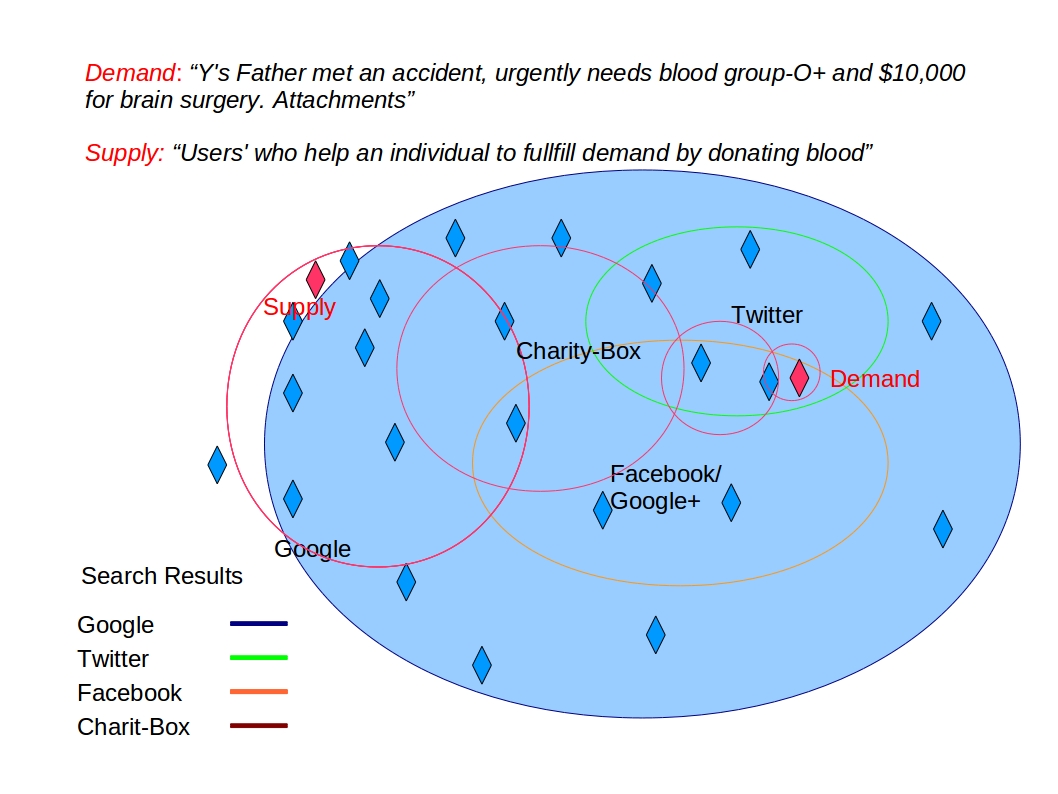 Demand: “Y's Father met an accident, urgently needs blood group-O+ and $10,000
for brain surgery. Attachments”
Supply: “Users' who help an individual to fullfill demand by donating blood”
Supply
Twitter
Charity-Box
Demand
Facebook/
Google+
Google
Search Results
Google
Twitter
Facebook
Charit-Box